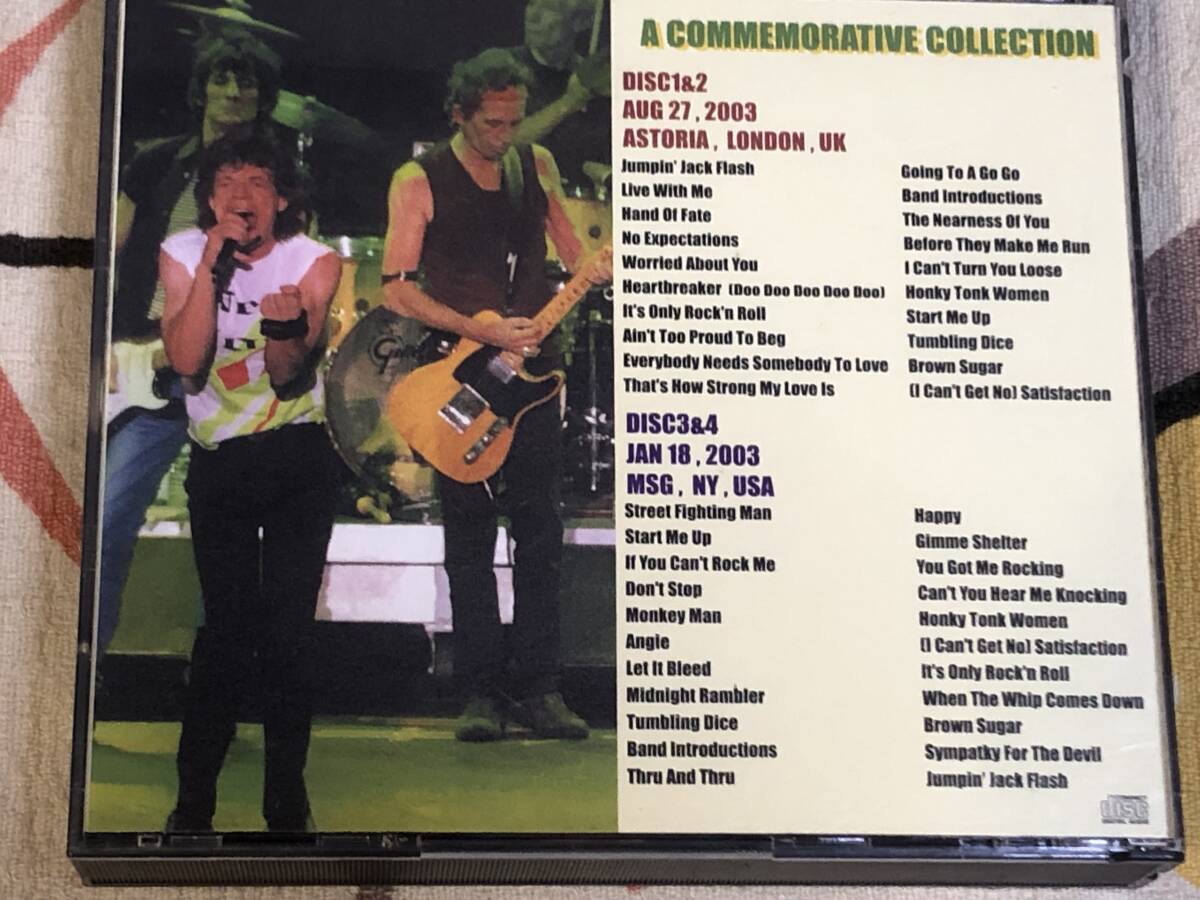 A COMMEMORATIVE COLLECTION
DISC1&2
AUG 27 , 2003
ASTORIA , LONDON , UK
Jumpin' Jack Flash
Live With Me
Hand Of Fate
No Expectations
Worried About You
Heartbreaker (Doo Doo Doo Doo Doo)
It's Only Rock'n Roll
Ain't Too Proud To Beg
Everybody Needs Somebody To Love
That's How Strong My Love Is
Going To A Go Go
Band Introductions
The Nearness Of You
Before They Make Me Run
I Can't Turn You Loose
Honky Tonk Women
Start Me Up
Tumbling Dice
Brown Sugar
(I Can't Get No) Satisfaction
DISC3&4
JAN 18 , 2003
MSG , NY , USA
Street Fighting Man
Start Me Up
If You Can't Rock Me
Don't Stop
Monkey Man
Angie
Let It Bleed
Midnight Rambler
Tumbling Dice
Band Introductions
Thru And Thru
Happy
Gimme Shelter
You Got Me Rocking
Can't You Hear Me Knocking
Honky Tonk Women
(I Can't Get No) Satisfaction
It's Only Rock'n Roll
When The Whip Comes Down
Brown Sugar
Sympatky For The Devil
Jumpin' Jack Flash
disc
DIGITAL AUDIO